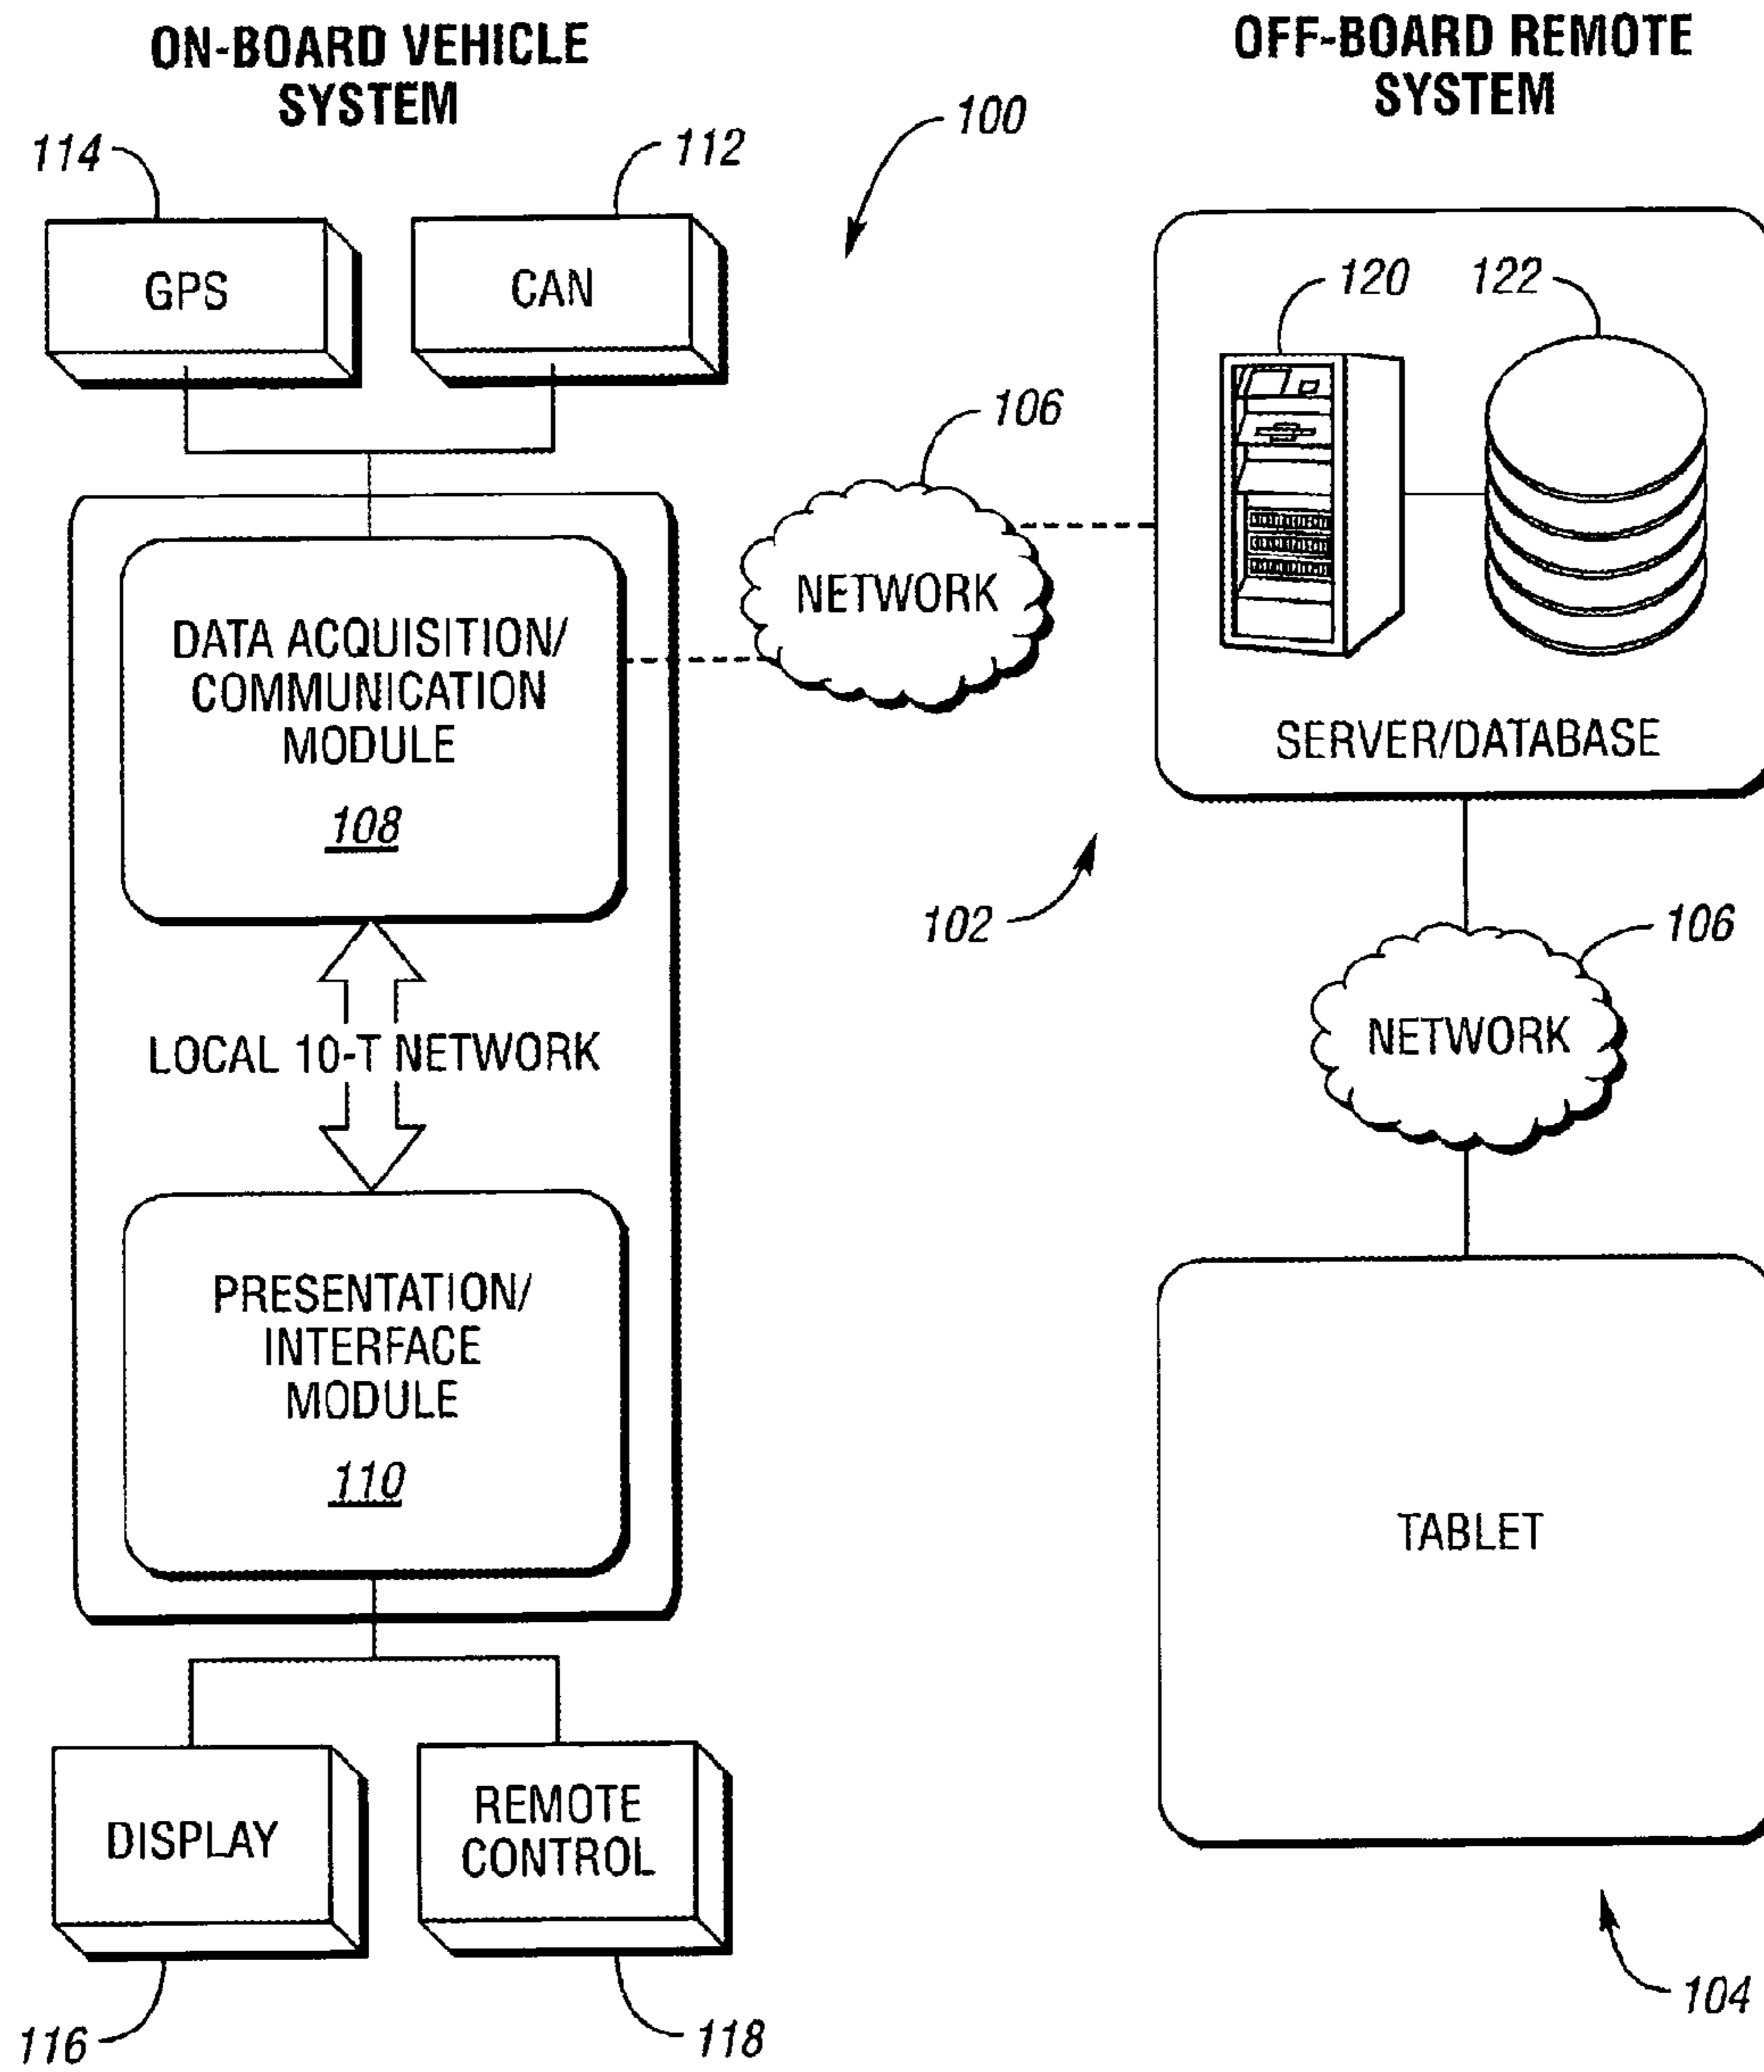 ON-BOARD VEHICLE
SYSTEM
114
112
GPS
CAN
DATA ACQUISITION/
COMMUNICATION
MODULE
108
LOCAL 10-T NETWORK
PRESENTATION/
INTERFACE
MODULE
110
DISPLAY
REMOTE
CONTROL
116
118
100
106
NETWORK
102
OFF-BOARD REMOTE
SYSTEM
120
122
SERVER/DATABASE
106
NETWORK
TABLET
104